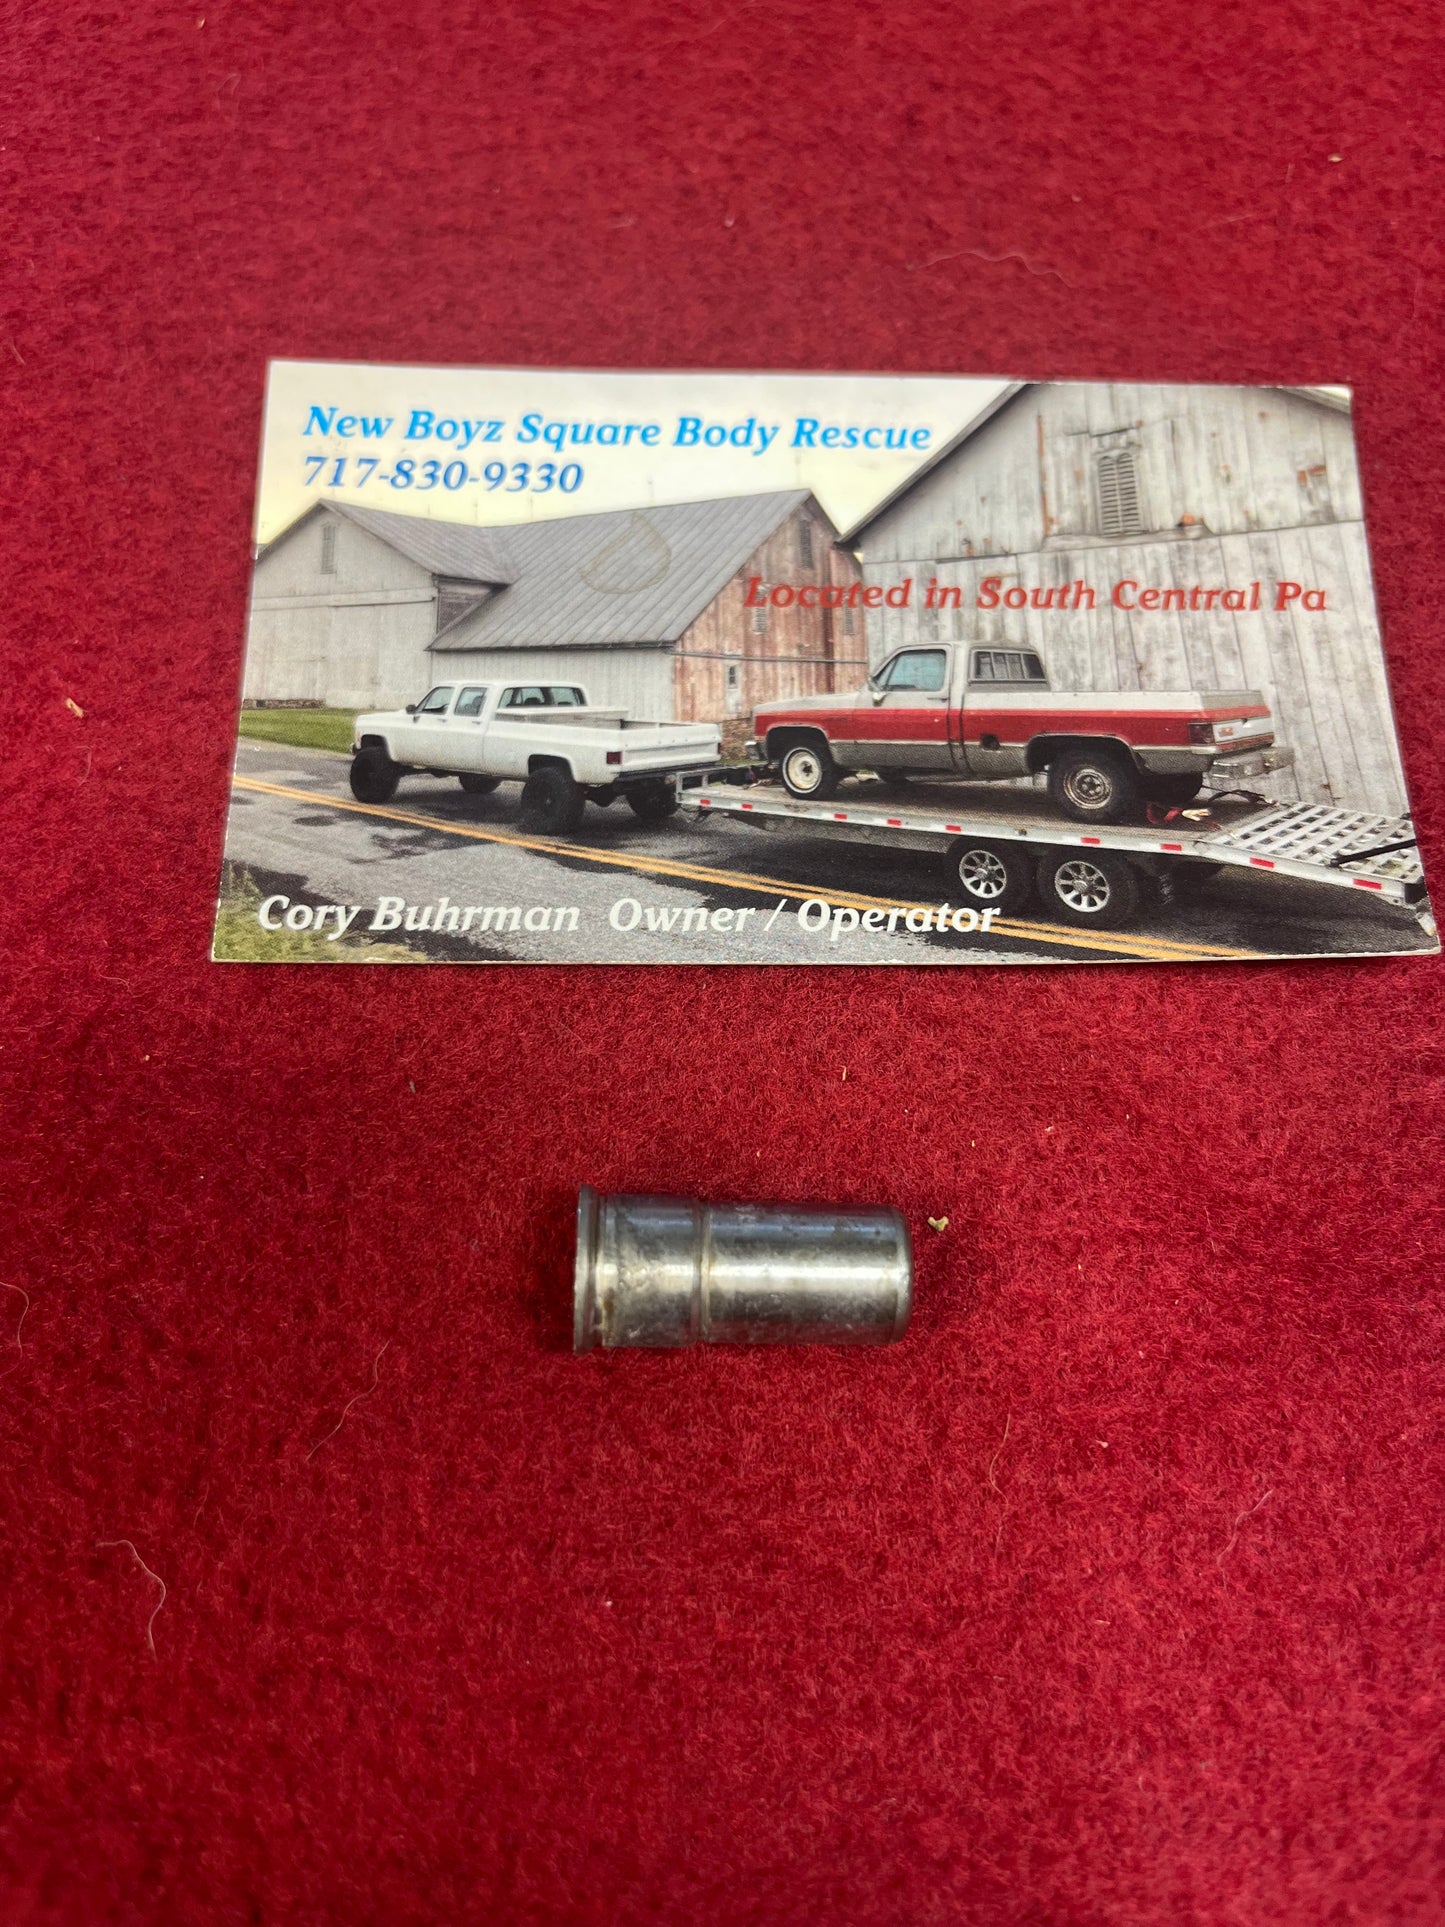 New Boyz Square Body Rescue
717-830-9330
Located in South Central Pa
Cory Buhrman Owner / Operator